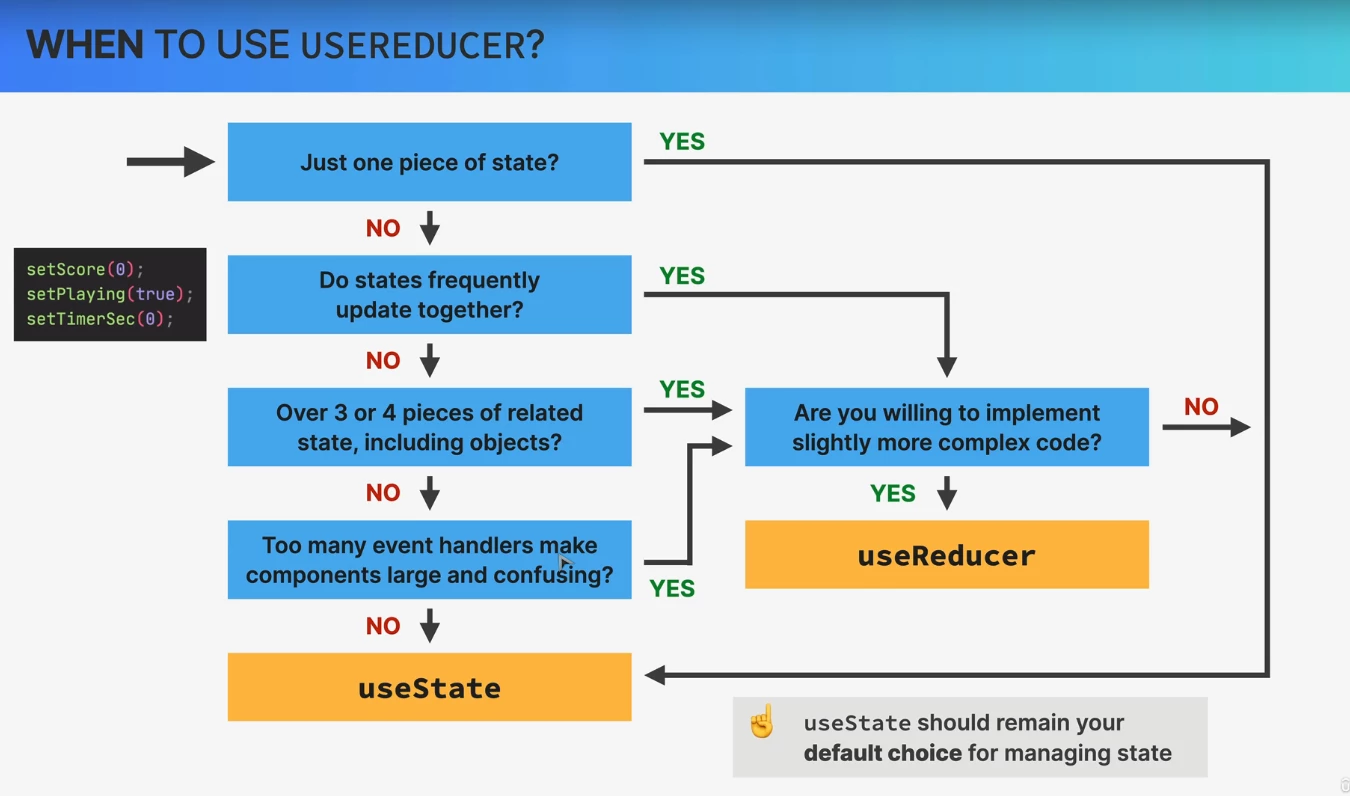 WHEN TO USE USEREDUCER?
Just one piece of state?
YES
NO
setScore(0);
setPlaying(true);
setTimerSec(0);
Do states frequently
update together?
YES
NO
Over 3 or 4 pieces of related
state, including objects?
YES
Are you willing to implement
slightly more complex code?
NO
NO
YES
Too many event handlers make
components large and confusing?
YES
useReducer
NO
useState
useState should remain your
default choice for managing state